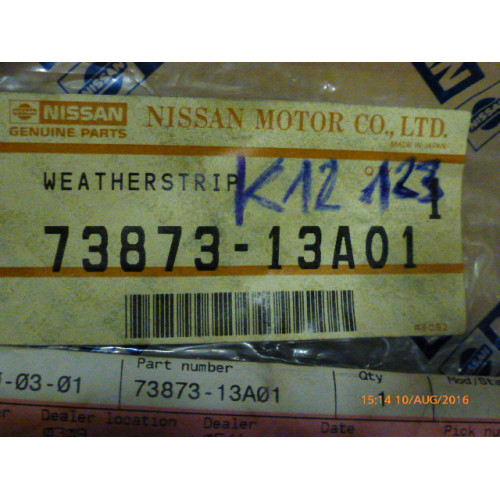 NISSAN
GENUINE PARTS
NISSAN MOTOR CO., LTD.
MADE IN JAPAN
WEATHERSTRIP
K12 123
1
73873-13A01
Part number
-03-01
73873-13A01
Qty
1
15:14 10/AUG/2016
Dealer location
Dealer
Date